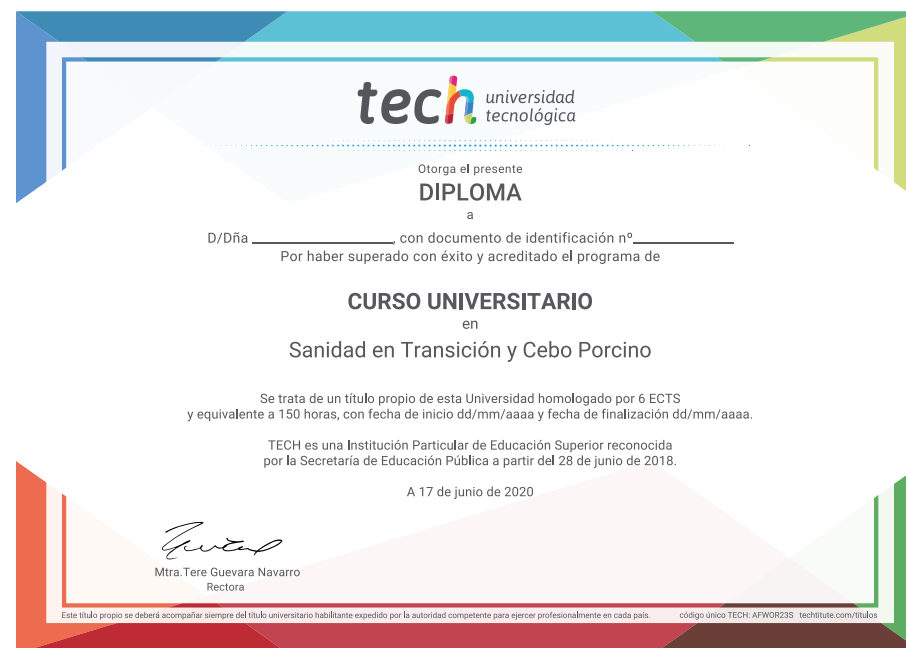 tech universidad
tecnológica
Otorga el presente
DIPLOMA
a
D/Dña ____________________, con documento de identificación nº______________
Por haber superado con éxito y acreditado el programa de
CURSO UNIVERSITARIO
en
Sanidad en Transición y Cebo Porcino
Se trata de un título propio de esta Universidad homologado por 6 ECTS
y equivalente a 150 horas, con fecha de inicio dd/mm/aaaa y fecha de finalización dd/mm/aaaa.
TECH es una Institución Particular de Educación Superior reconocida
por la Secretaría de Educación Pública a partir del 28 de junio de 2018.
A 17 de junio de 2020
Mtra.Tere Guevara Navarro
Rectora
Este título propio se deberá acompañar siempre del título universitario habilitante expedido por la autoridad competente para ejercer profesionalmente en cada país. código único TECH: AFWOR23S techtitute.com/titulos